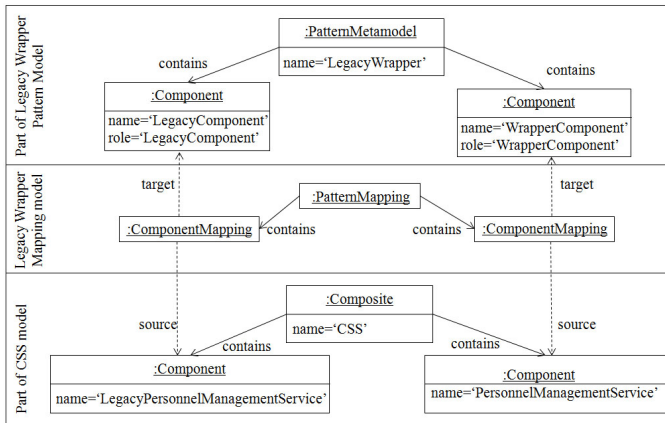 Part of Legacy Wrapper
Pattern Model
:PatternMetamodel
name=‘LegacyWrapper’
contains
contains
:Component
name=‘LegacyComponent’
role=‘LegacyComponent’
:Component
name=‘WrapperComponent’
role=‘WrapperComponent’
Legacy Wrapper
Mapping model
target
target
:PatternMapping
:ComponentMapping
contains
contains
:ComponentMapping
Part of CSS model
source
source
:Composite
name=‘CSS’
contains
contains
:Component
name=‘LegacyPersonnelManagementService’
:Component
name=‘PersonnelManagementService’